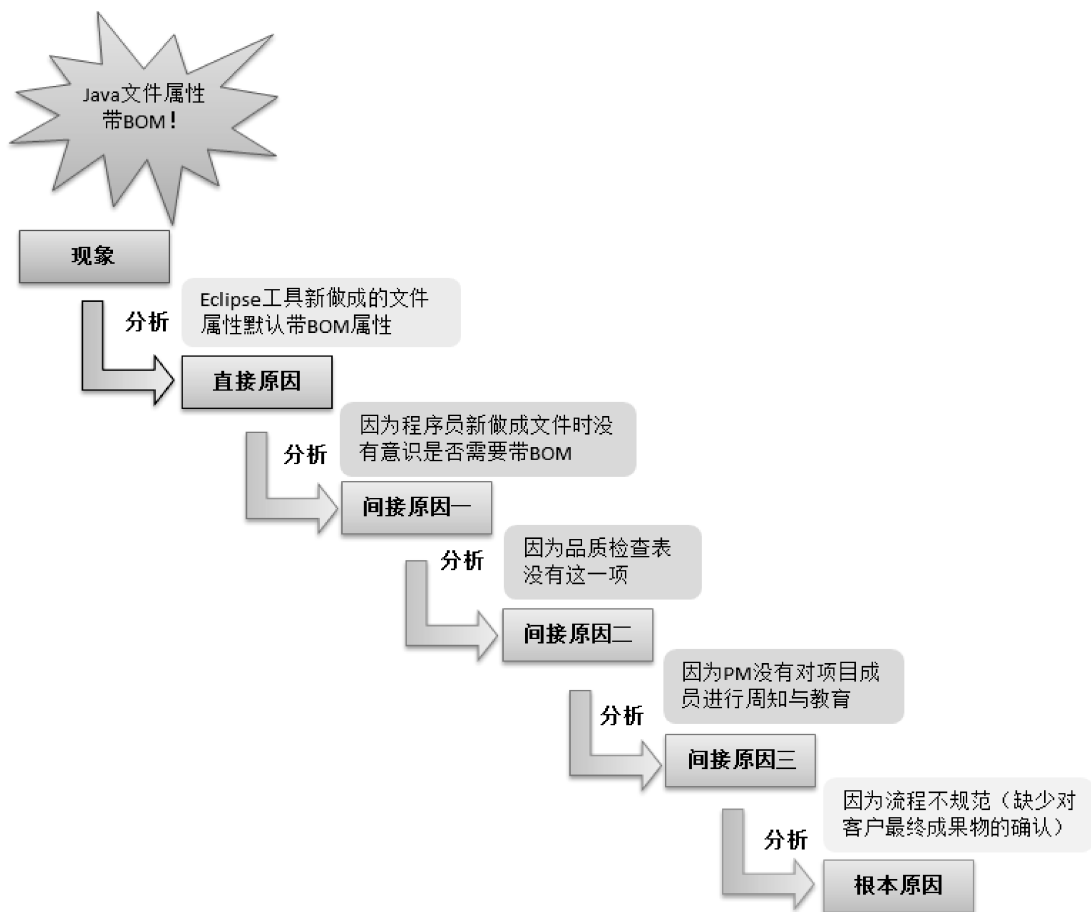 Java文件属性
带BOM！
现象
分析
Eclipse工具新做成的文件
属性默认带BOM属性
直接原因
分析
因为程序员新做成文件时没
有意识是否需要带BOM
间接原因一
分析
因为品质检查表
没有这一项
间接原因二
分析
因为PM没有对项目成
员进行周知与教育
间接原因三
分析
因为流程不规范（缺少对
客户最终成果物的确认）
根本原因